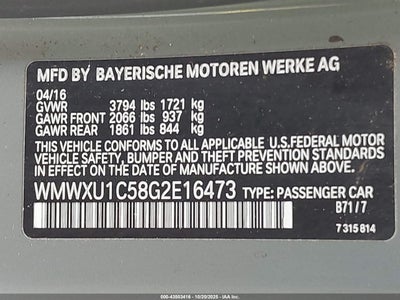 MFD BY BAYERISCHE MOTOREN WERKE AG
04/16
GVWR 3794 lbs 1721 kg
GAWR FRONT 2066 lbs 937 kg
GAWR REAR 1861 lbs 844 kg
THIS VEHICLE CONFORMS TO ALL APPLICABLE U.S.FEDERAL MOTOR
VEHICLE SAFETY, BUMPER, AND THEFT PREVENTION STANDARDS IN
EFFECT ON THE DATE OF MANUFACTURE SHOWN ABOVE.
WMWXU1C58G2E16473 TYPE: PASSENGER CAR
B71/7
7 315 814